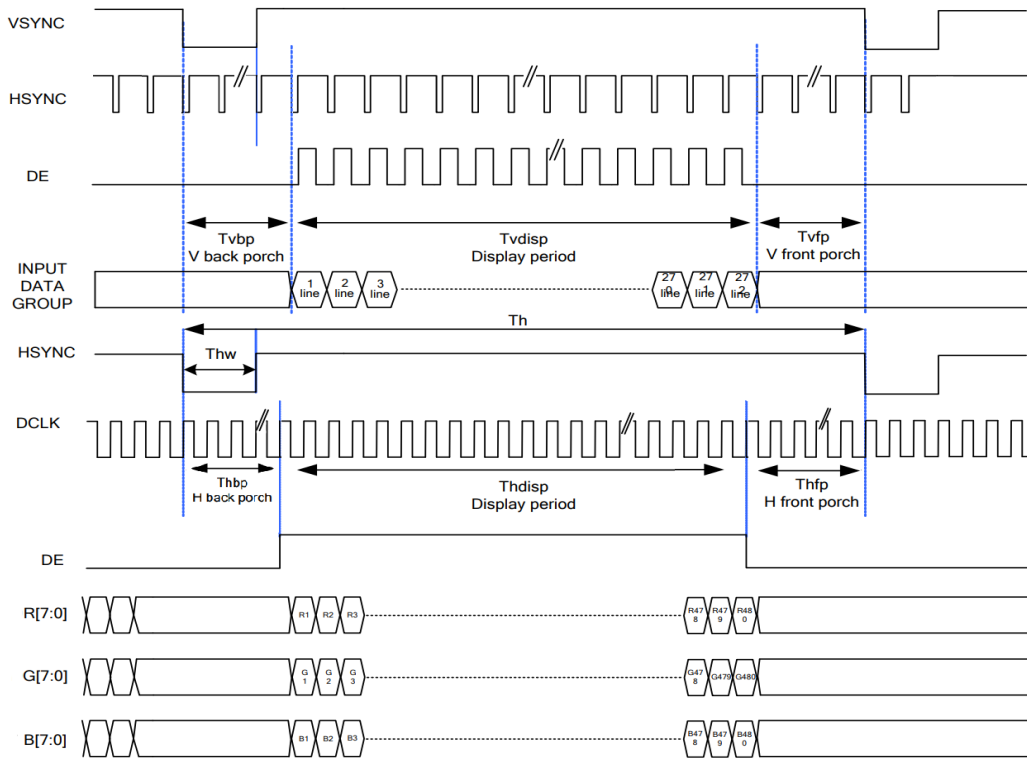 VSYNC
HSYNC
DE
Tvbp
V back porch
Tvdisp
Display period
Tvfp
V front porch
INPUT
DATA
GROUP
1
line
2
line
3
line
27
0
line
27
1
line
27
2
line
Th
HSYNC
Thw
DCLK
Thbp
H back porch
Thdisp
Display period
Thfp
H front porch
DE
R[7:0]
R1
R2
R3
R47
8
R47
9
R48
0
G[7:0]
G
1
G
2
G
3
G47
8
G479
G480
B[7:0]
B1
B2
B3
B47
8
B47
9
B48
0